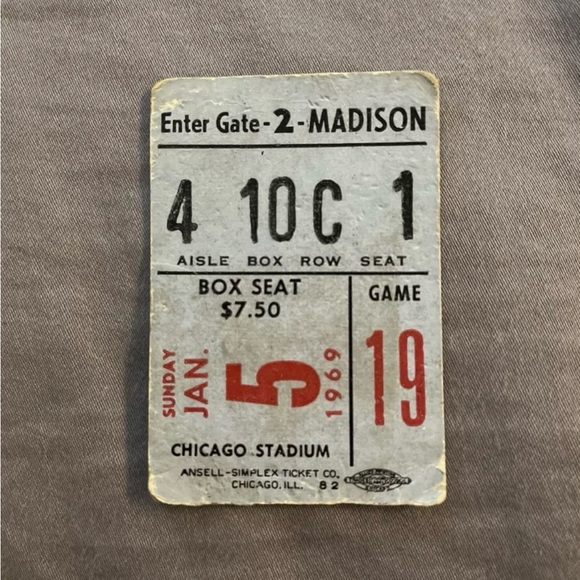 Enter Gate-2-MADISON
4 10 C 1
AISLE BOX ROW SEAT
BOX SEAT
$7.50
GAME
19
SUNDAY
JAN.
5
1969
CHICAGO STADIUM
ANSELL-SIMPLEX TICKET CO.
CHICAGO, ILL. 82